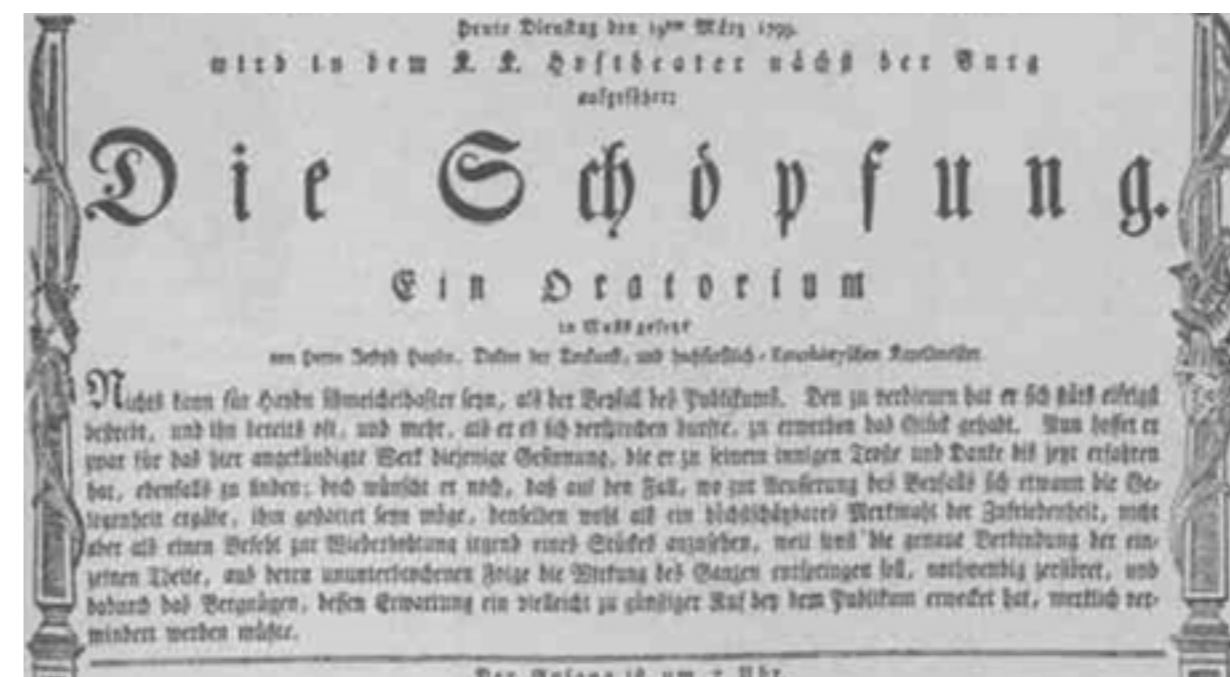 Heute Dienstag den 19ten März 1799.
wird in dem K. K. Hoftheater nächst der Burg
aufgeführt:
Die Schöpfung.
Ein Oratorium
in Musik gesetzt
von Herrn Joseph Haydn, Doktor der Tonkunst, und hochfürstlich-Esterházyschen Kapellmeister.
Nichts kann für Haydn schmeichelhafter seyn, als der Beyfall des Publikums. Den zu verdienen hat er sich stäts eifrigst
bestrebt, und ihn bereits oft, und mehr, als er es sich versprechen durfte, zu erwerben das Glück gehabt. Nun hoffet er
zwar für das hier angekündigte Werk diejenige Gesinnung, die er zu seinem innigen Troste und Danke bis jezt erfahren
hat, ebenfalls zu finden; doch wünscht er noch, daß auf den Fall, wo zur Aeußerung des Beyfalls sich etwann die Ge-
legenheit ergäbe, ihm gestattet seyn möge, denselben wohl als ein höchstschätzbares Merkmahl der Zufriedenheit, nicht
aber als einen Befehl zur Wiederhohlung irgend eines Stückes anzusehen, weil sonst die genaue Verbindung der ein-
zelnen Theile, aus deren ununterbrochenen Folge die Wirkung des Ganzen entspringen soll, nothwendig zerstöret, und
dadurch das Vergnügen, dessen Erwartung ein vielleicht zu günstiger Ruf bey dem Publikum erwecket hat, merklich ver-
mindert werden müßte.
Der Anfang ist um 7 Uhr